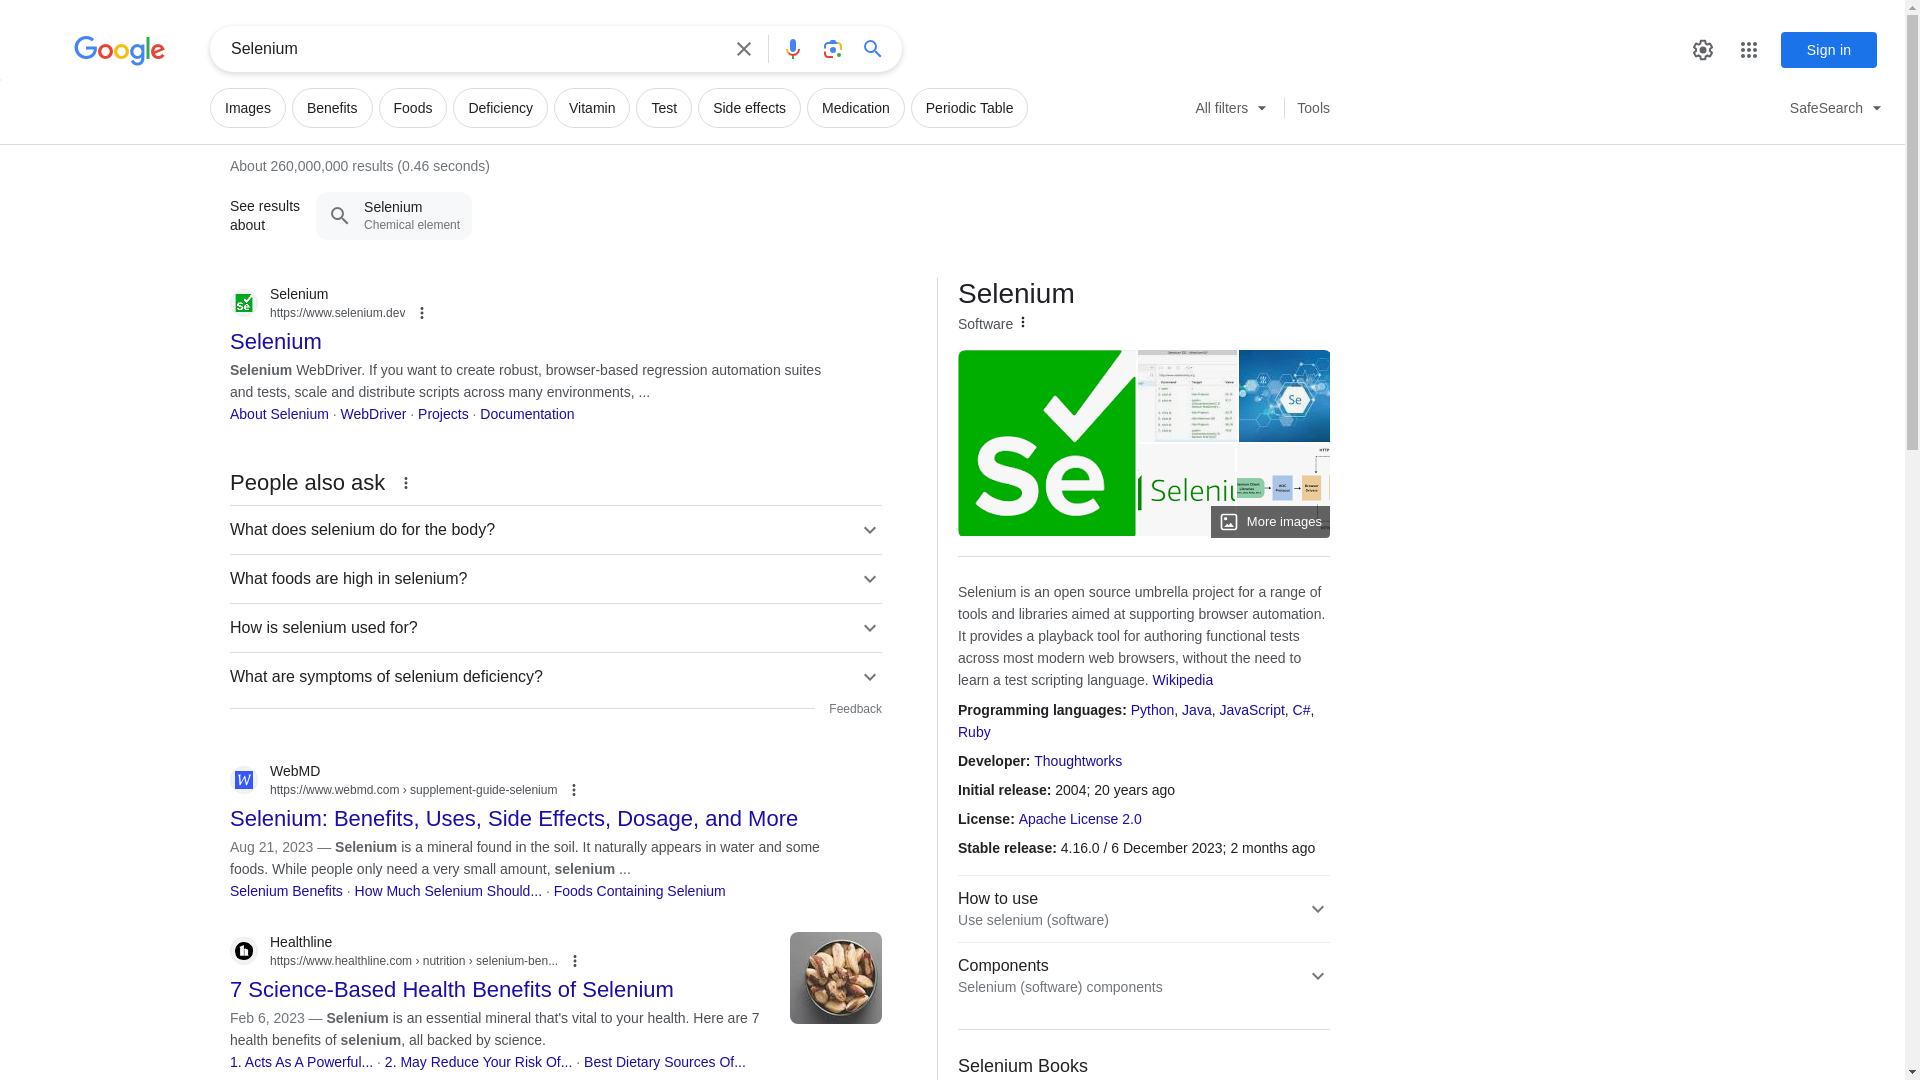 Google
Selenium
Sign in
Images
Benefits
Foods
Deficiency
Vitamin
Test
Side effects
Medication
Periodic Table
All filters
Tools
SafeSearch
About 260,000,000 results (0.46 seconds)
See results
about
Selenium
Chemical element
Selenium
https://www.selenium.dev
Selenium
Selenium WebDriver. If you want to create robust, browser-based regression automation suites
and tests, scale and distribute scripts across many environments, ...
About Selenium · WebDriver · Projects · Documentation
People also ask
What does selenium do for the body?
What foods are high in selenium?
How is selenium used for?
What are symptoms of selenium deficiency?
Feedback
W
WebMD
https://www.webmd.com › supplement-guide-selenium
Selenium: Benefits, Uses, Side Effects, Dosage, and More
Aug 21, 2023 — Selenium is a mineral found in the soil. It naturally appears in water and some
foods. While people only need a very small amount, selenium ...
Selenium Benefits · How Much Selenium Should... · Foods Containing Selenium
Healthline
https://www.healthline.com › nutrition › selenium-ben...
7 Science-Based Health Benefits of Selenium
Feb 6, 2023 — Selenium is an essential mineral that's vital to your health. Here are 7
health benefits of selenium, all backed by science.
1. Acts As A Powerful... · 2. May Reduce Your Risk Of... · Best Dietary Sources Of...
Selenium
Software
Se
Se
Seleniu
More images
Selenium is an open source umbrella project for a range of
tools and libraries aimed at supporting browser automation.
It provides a playback tool for authoring functional tests
across most modern web browsers, without the need to
learn a test scripting language. Wikipedia
Programming languages: Python, Java, JavaScript, C#,
Ruby
Developer: Thoughtworks
Initial release: 2004; 20 years ago
License: Apache License 2.0
Stable release: 4.16.0 / 6 December 2023; 2 months ago
How to use
Use selenium (software)
Components
Selenium (software) components
Selenium Books